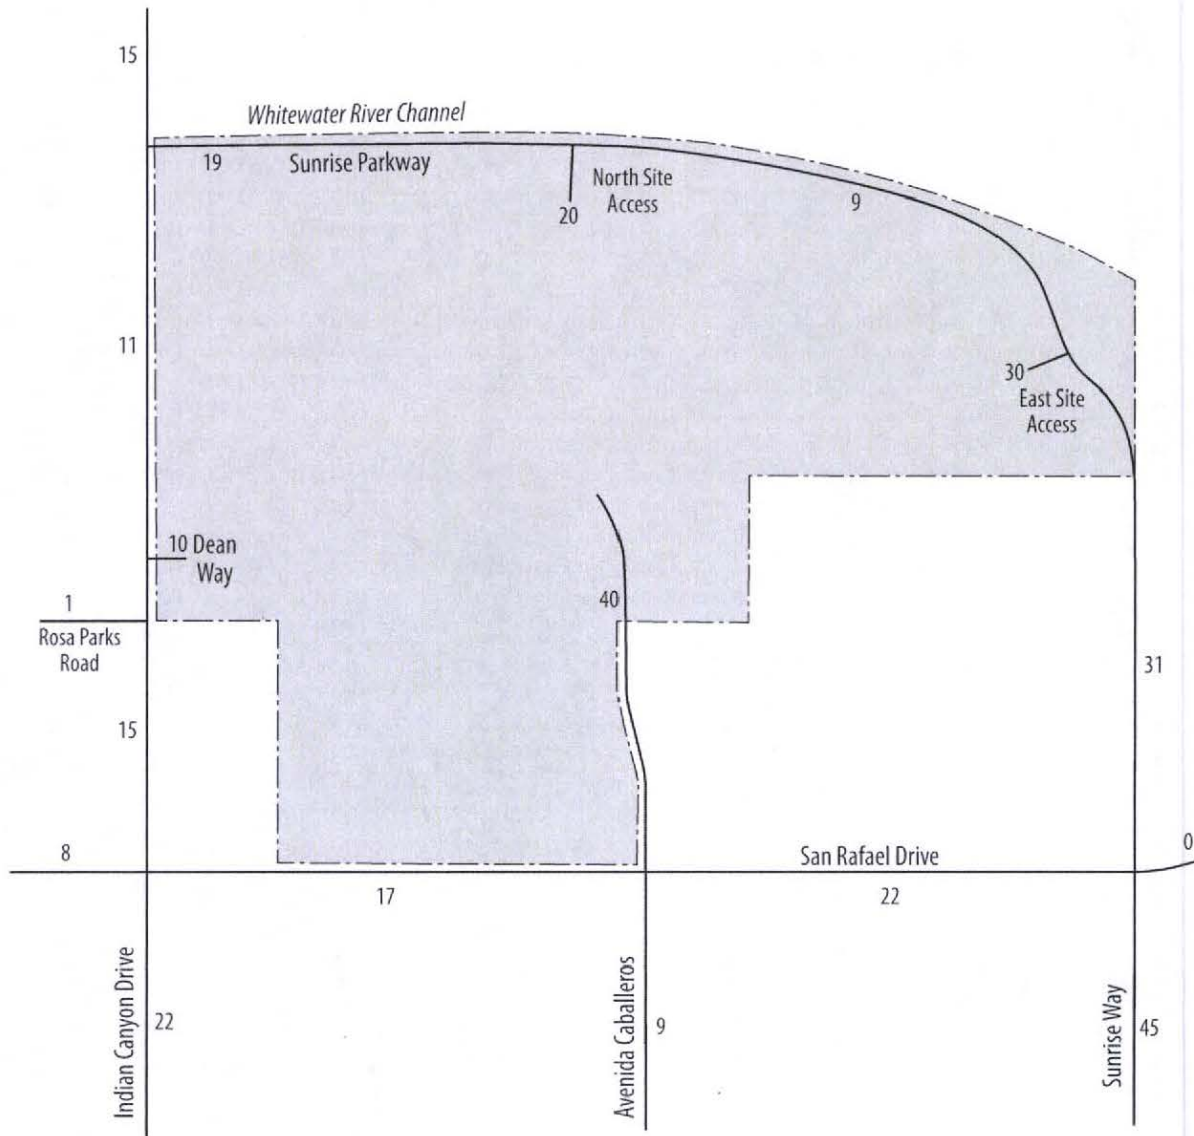 15
Whitewater River Channel
19
Sunrise Parkway
North Site
Access
20
9
11
30
East Site
Access
10 Dean
Way
1
Rosa Parks
Road
40
31
15
8
San Rafael Drive
0
17
22
Indian Canyon Drive
22
Avenida Caballeros
9
Sunrise Way
45